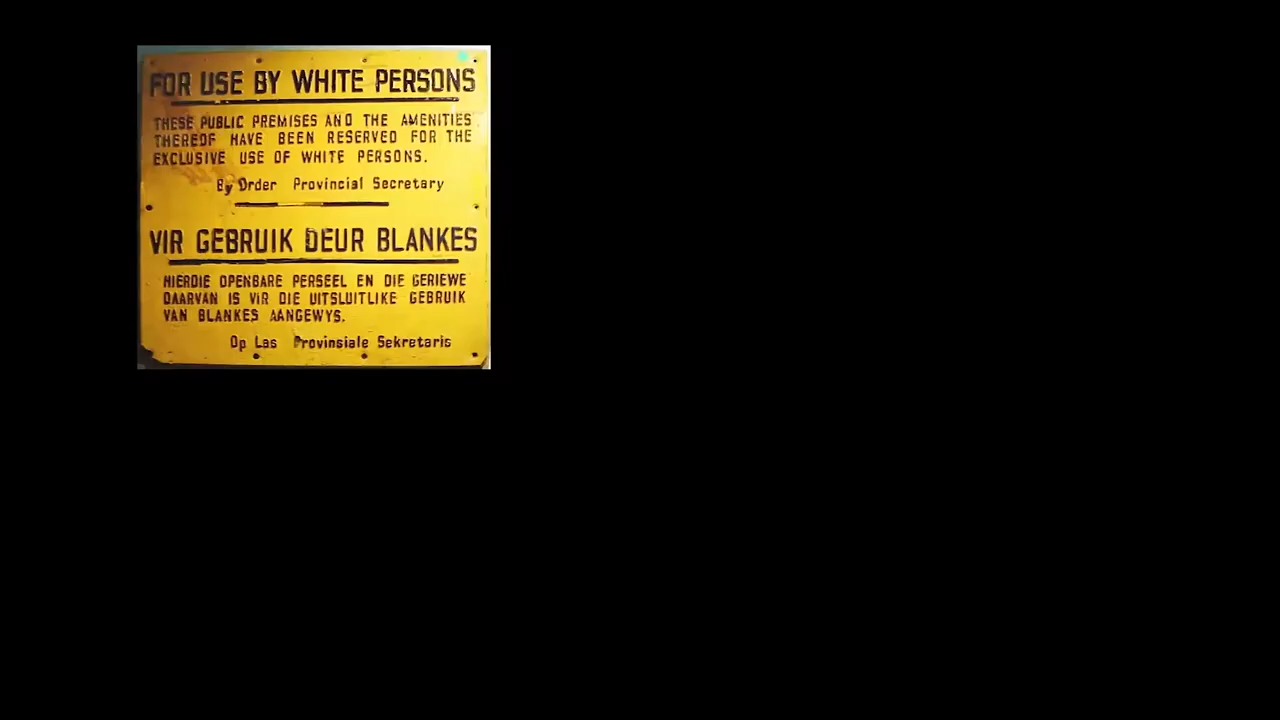 FOR USE BY WHITE PERSONS
THESE PUBLIC PREMISES AND THE AMENITIES
THEREOF HAVE BEEN RESERVED FOR THE
EXCLUSIVE USE OF WHITE PERSONS.
By Order Provincial Secretary
VIR GEBRUIK DEUR BLANKES
HIERDIE OPENBARE PERSEEL EN DIE GERIEWE
DAARVAN IS VIR DIE UITSLUITLIKE GEBRUIK
VAN BLANKES AANGEWYS.
Op Las Provinsiale Sekretaris